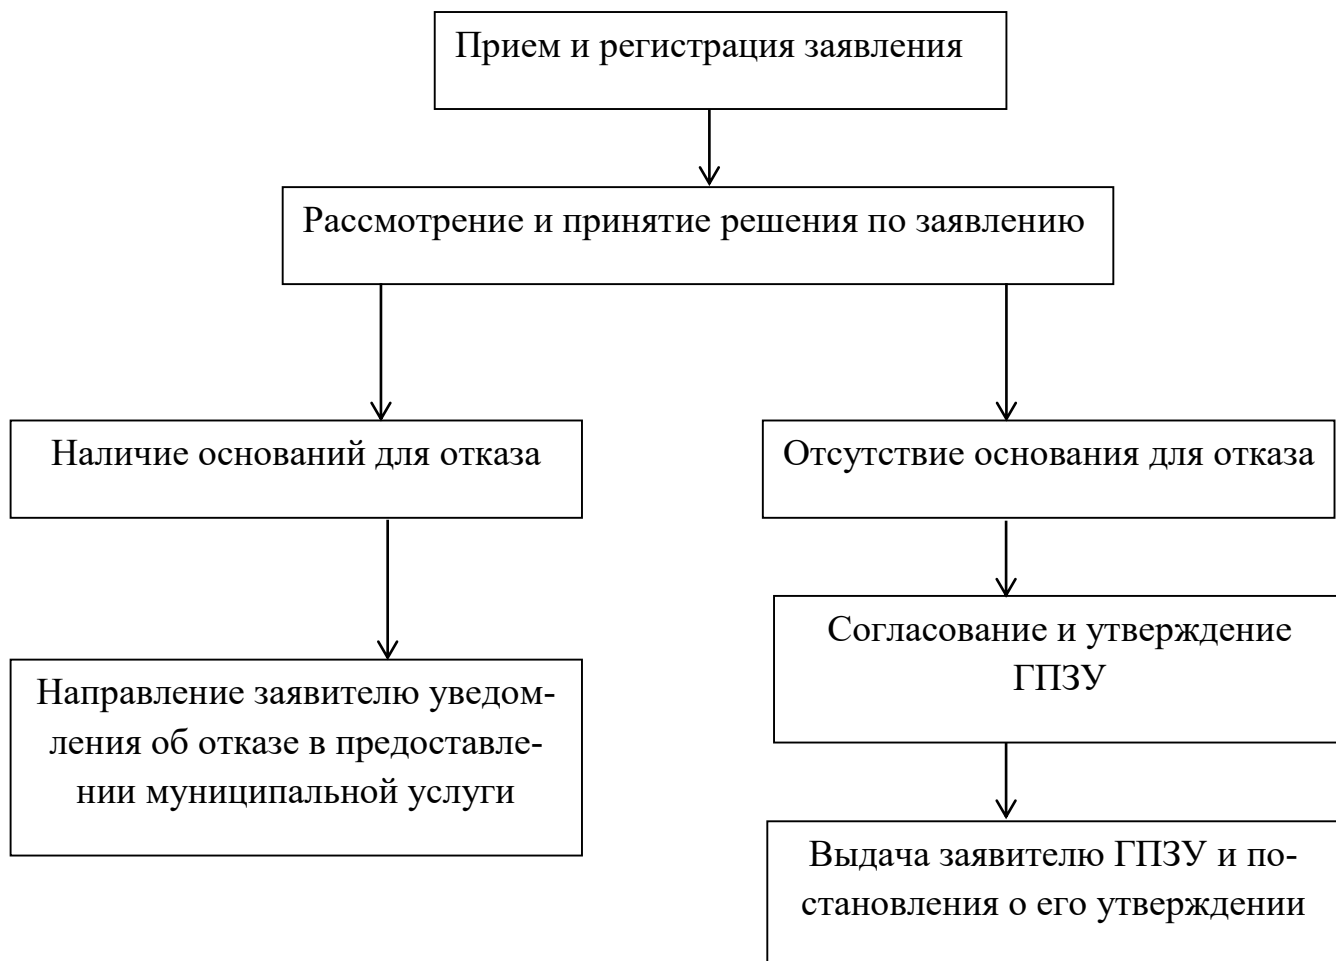 Прием и регистрация заявления
Рассмотрение и принятие решения по заявлению
Наличие оснований для отказа
Отсутствие основания для отказа
Согласование и утверждение
ГПЗУ
Направление заявителю уведом-
ления об отказе в предоставле-
нии муниципальной услуги
Выдача заявителю ГПЗУ и по-
становления о его утверждении